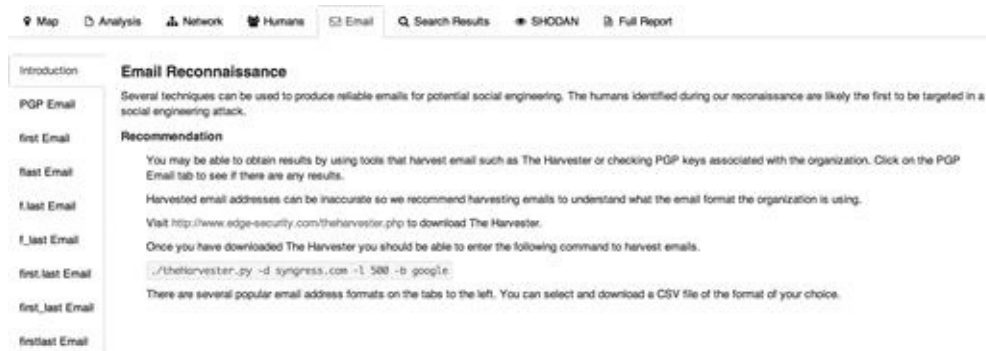 Map Analysis Network Humans Email Search Results SHODAN Full Report
Introduction
PGP Email
first Email
flast Email
f.last Email
f_last Email
first.last Email
first_last Email
firstlast Email
Email Reconnaissance
Several techniques can be used to produce reliable emails for potential social engineering. The humans identified during our reconaissance are likely the first to be targeted in a
social engineering attack.
Recommendation
You may be able to obtain results by using tools that harvest email such as The Harvester or checking PGP keys associated with the organization. Click on the PGP
Email tab to see if there are any results.
Harvested email addresses can be inaccurate so we recommend harvesting emails to understand what the email format the organization is using.
Visit http://www.edge-security.com/theharvester.php to download The Harvester.
Once you have downloaded The Harvester you should be able to enter the following command to harvest emails.
./theHarvester.py -d syngress.com -l 500 -b google
There are several popular email address formats on the tabs to the left. You can select and download a CSV file of the format of your choice.